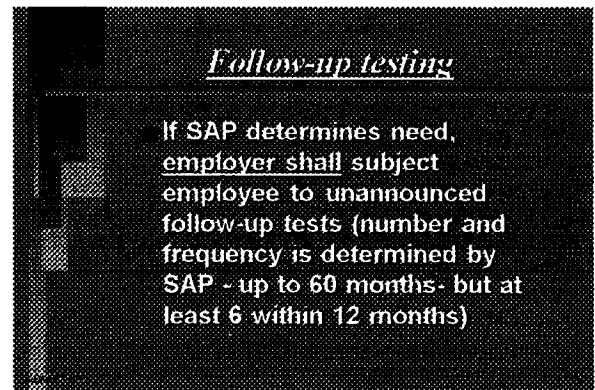 Follow-up testing
If SAP determines need,
employer shall subject
employee to unannounced
follow-up tests (number and
frequency is determined by
SAP - up to 60 months- but at
least 6 within 12 months)